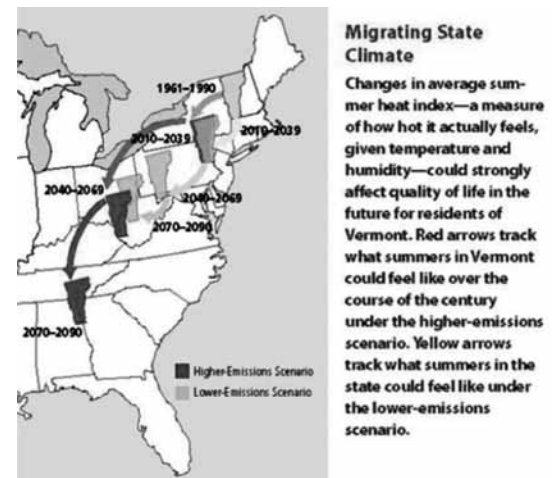 Migrating State
Climate
Changes in average sum-
mer heat index—a measure
of how hot it actually feels,
given temperature and
humidity—could strongly
affect quality of life in the
future for residents of
Vermont. Red arrows track
what summers in Vermont
could feel like over the
course of the century
under the higher-emissions
scenario. Yellow arrows
track what summers in the
state could feel like under
the lower-emissions
scenario.
1961–1990
2010–2039
2010–2039
2040–2069
2040–2069
2070–2090
2070–2090
Higher-Emissions Scenario
Lower-Emissions Scenario